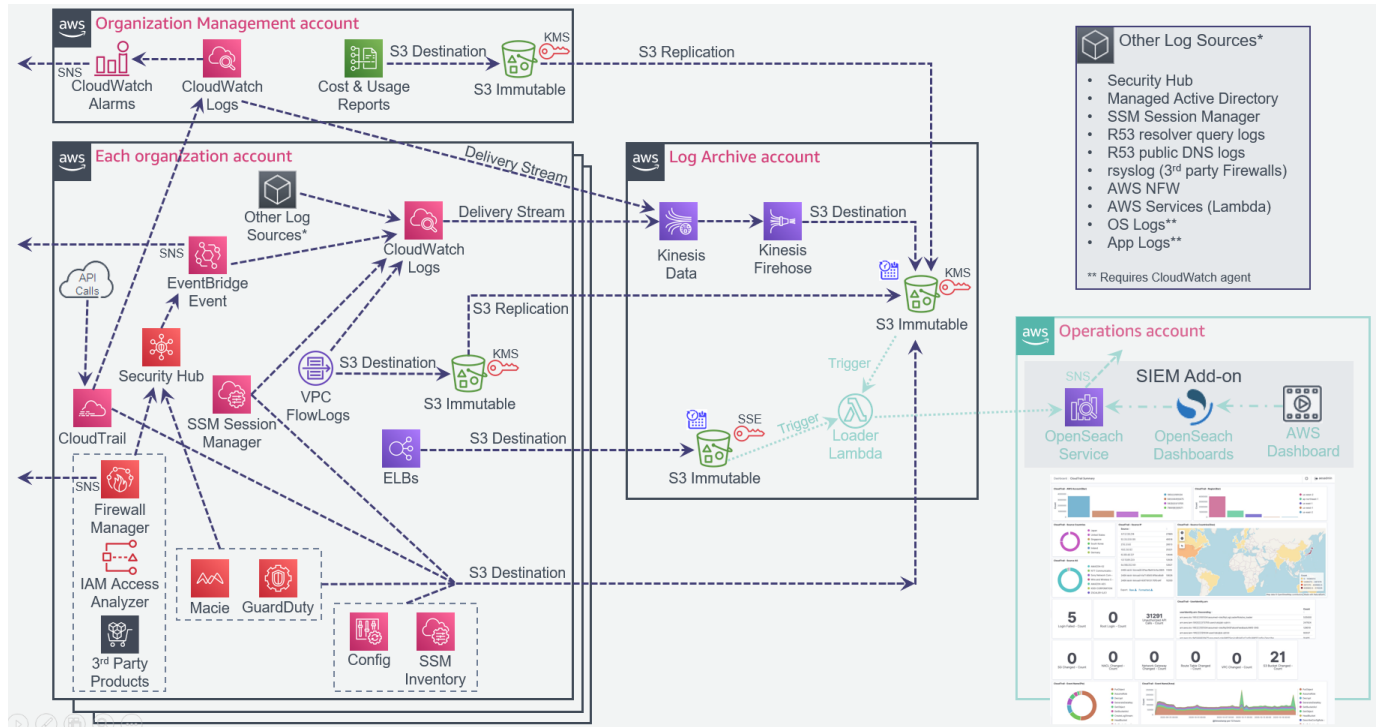 aws
Organization Management account
SNS
CloudWatch
Alarms
CloudWatch
Logs
Cost & Usage
Reports
S3 Destination
KMS
S3 Immutable
S3 Replication
Other Log Sources*
Security Hub
Managed Active Directory
SSM Session Manager
R53 resolver query logs
R53 public DNS logs
rsyslog (3rd party Firewalls)
AWS NFW
AWS Services (Lambda)
OS Logs**
App Logs**
** Requires CloudWatch agent
aws
Each organization account
Other Log
Sources*
Delivery Stream
Delivery Stream
CloudWatch
Logs
SNS
EventBridge
Event
API
Calls
Security Hub
CloudTrail
SSM Session
Manager
VPC
FlowLogs
S3 Destination
KMS
S3 Immutable
S3 Replication
ELBs
S3 Destination
SNS
Firewall
Manager
IAM Access
Analyzer
3rd Party
Products
Macie
GuardDuty
Config
SSM
Inventory
S3 Destination
aws
Log Archive account
Kinesis
Data
Kinesis
Firehose
S3 Destination
KMS
S3 Immutable
Trigger
SSE
Trigger
S3 Immutable
Loader
Lambda
aws
Operations account
SNS
SIEM Add-on
OpenSeach
Service
OpenSeach
Dashboards
AWS
Dashboard
5
0
31291
0
0
0
0
0
21